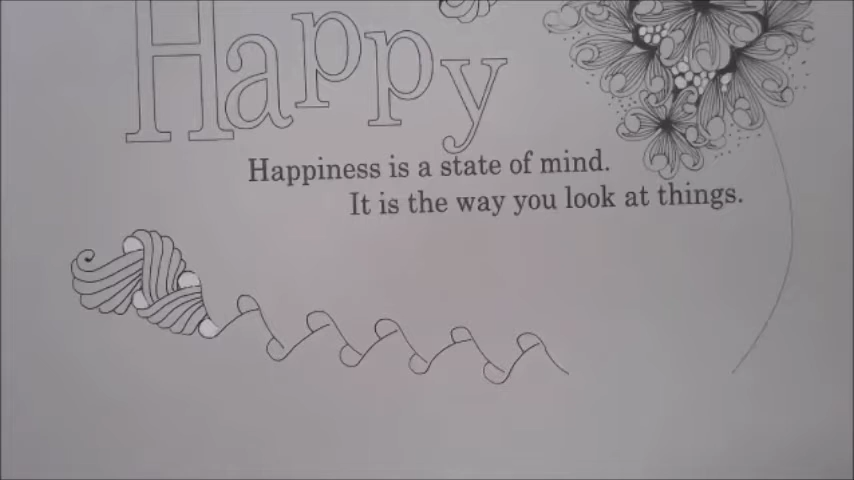 Happy
Happiness is a state of mind.
It is the way you look at things.